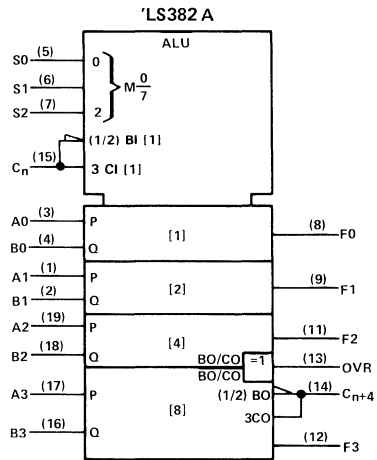 'LS382 A
ALU
S0 (5) 0
S1 (6) M 0/7
S2 (7) 2
(1/2) BI [1]
Cn (15) 3 CI [1]
A0 (3) P
[1] (8) F0
B0 (4) Q
A1 (1) P
[2] (9) F1
B1 (2) Q
A2 (19) P
[4] (11) F2
B2 (18) Q
BO/CO =1 (13) OVR
BO/CO
A3 (17) P
(1/2) BO (14) Cn+4
[8] 3CO
B3 (16) Q
(12) F3